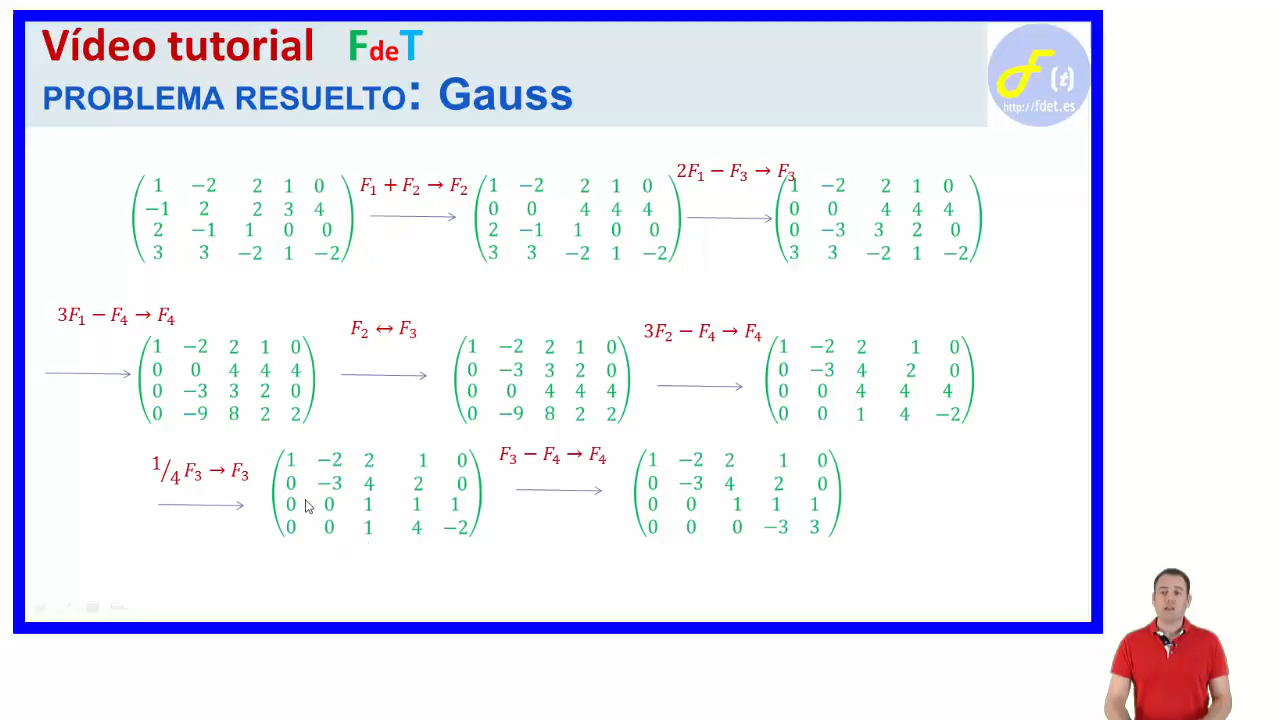 Vídeo tutorial FdeT
PROBLEMA RESUELTO: Gauss
(t)
http://fdet.es
F₁ + F₂ → F₂
2F₁ − F₃ → F₃
1 −2 2 1 0
−1 2 2 3 4
2 −1 1 0 0
3 3 −2 1 −2
1 −2 2 1 0
0 0 4 4 4
2 −1 1 0 0
3 3 −2 1 −2
1 −2 2 1 0
0 0 4 4 4
0 −3 3 2 0
3 3 −2 1 −2
3F₁ − F₄ → F₄
F₂ ↔ F₃
3F₂ − F₄ → F₄
1 −2 2 1 0
0 0 4 4 4
0 −3 3 2 0
0 −9 8 2 2
1 −2 2 1 0
0 −3 3 2 0
0 0 4 4 4
0 −9 8 2 2
1 −2 2 1 0
0 −3 4 2 0
0 0 4 4 4
0 0 1 4 −2
1/4 F₃ → F₃
F₃ − F₄ → F₄
1 −2 2 1 0
0 −3 4 2 0
0 0 1 1 1
0 0 1 4 −2
1 −2 2 1 0
0 −3 4 2 0
0 0 1 1 1
0 0 0 −3 3